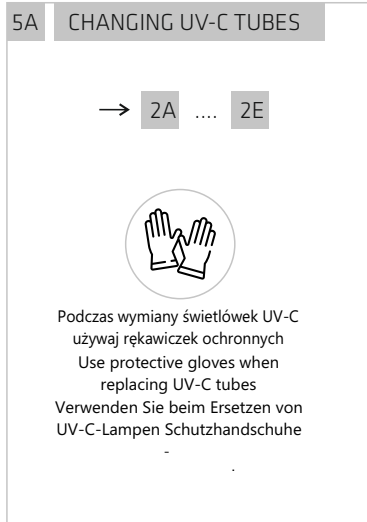 5A CHANGING UV-C TUBES
→ 2A .... 2E
Podczas wymiany świetlówek UV-C
używaj rękawiczek ochronnych
Use protective gloves when
replacing UV-C tubes
Verwenden Sie beim Ersetzen von
UV-C-Lampen Schutzhandschuhe
-
.